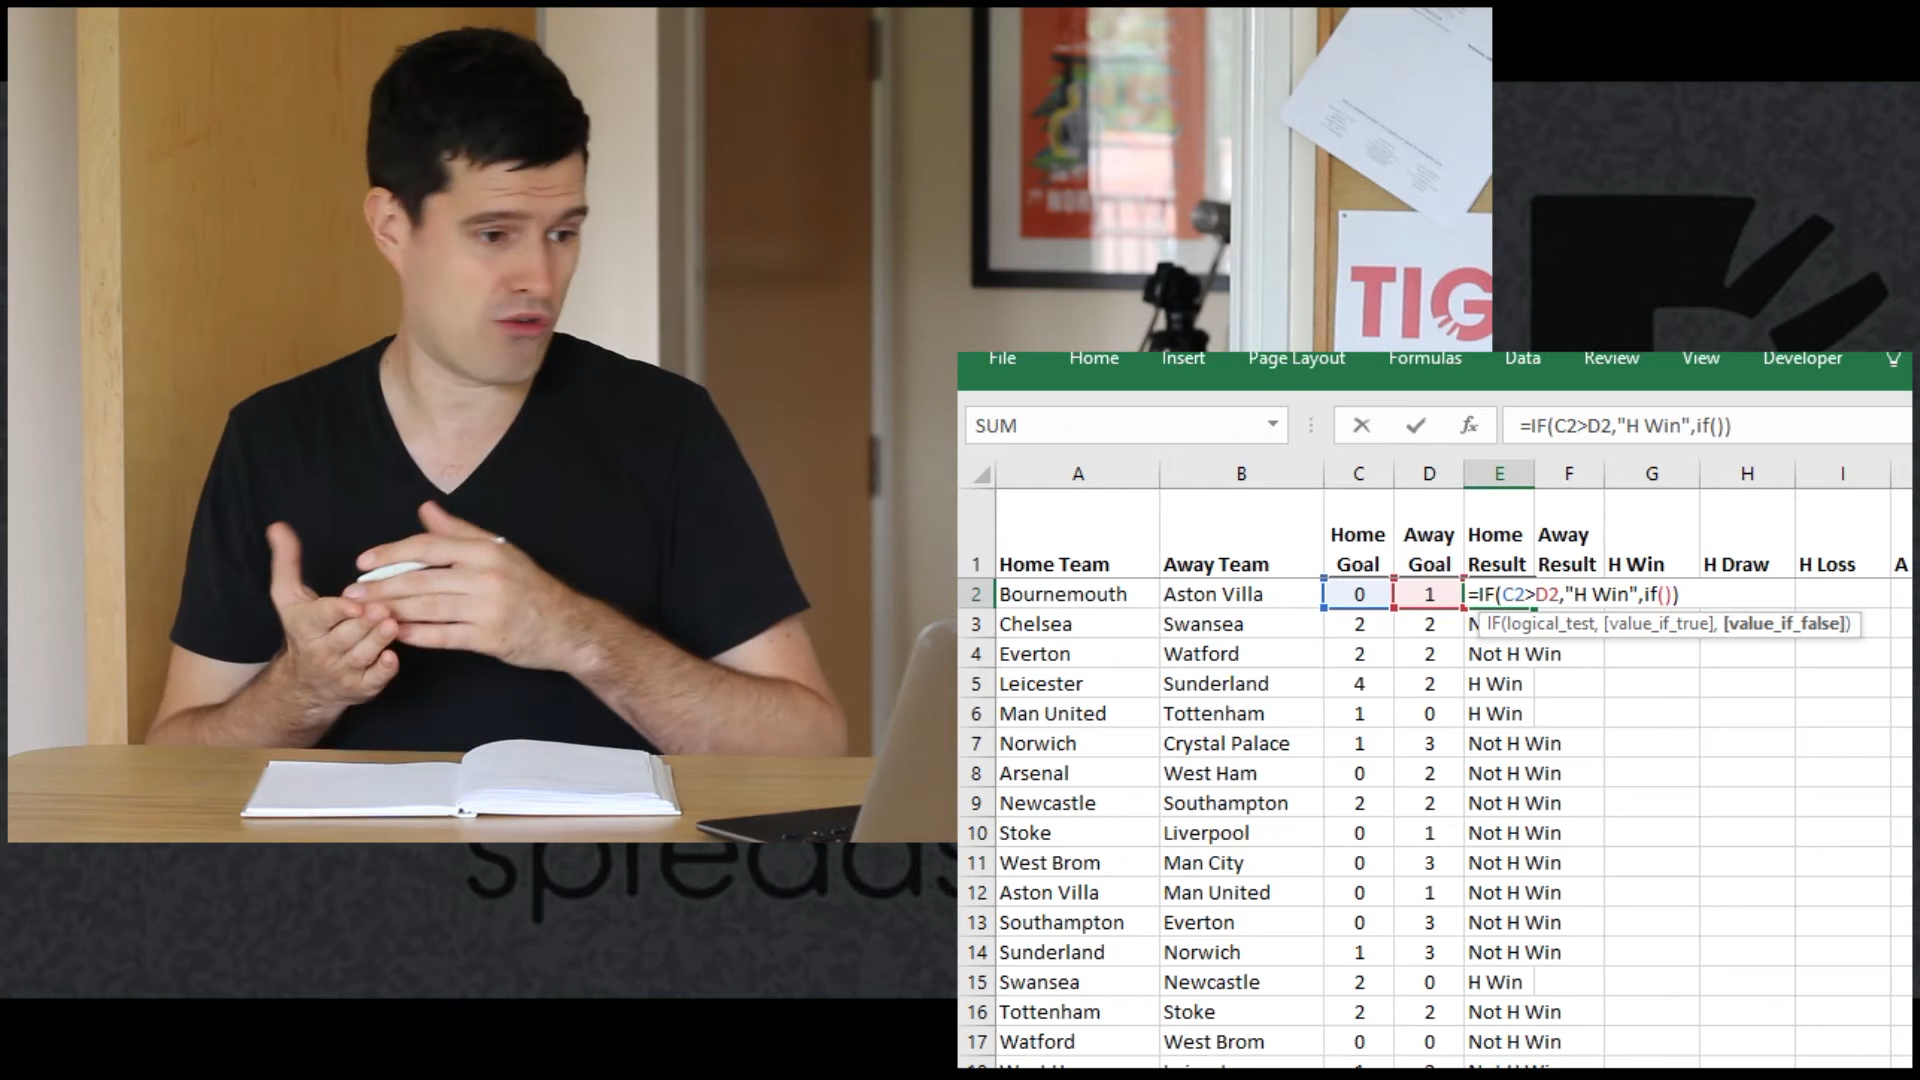 TIG
File Home Insert Page Layout Formulas Data Review View Developer
SUM fx =IF(C2>D2,"H Win",if())
A B C D E F G H I
1 Home Team Away Team Home Goal Away Goal Home Result Away Result H Win H Draw H Loss A
2 Bournemouth Aston Villa 0 1 =IF(C2>D2,"H Win",if())
IF(logical_test, [value_if_true], [value_if_false])
3 Chelsea Swansea 2 2 N
4 Everton Watford 2 2 Not H Win
5 Leicester Sunderland 4 2 H Win
6 Man United Tottenham 1 0 H Win
7 Norwich Crystal Palace 1 3 Not H Win
8 Arsenal West Ham 0 2 Not H Win
9 Newcastle Southampton 2 2 Not H Win
10 Stoke Liverpool 0 1 Not H Win
11 West Brom Man City 0 3 Not H Win
12 Aston Villa Man United 0 1 Not H Win
13 Southampton Everton 0 3 Not H Win
14 Sunderland Norwich 1 3 Not H Win
15 Swansea Newcastle 2 0 H Win
16 Tottenham Stoke 2 2 Not H Win
17 Watford West Brom 0 0 Not H Win
spreads